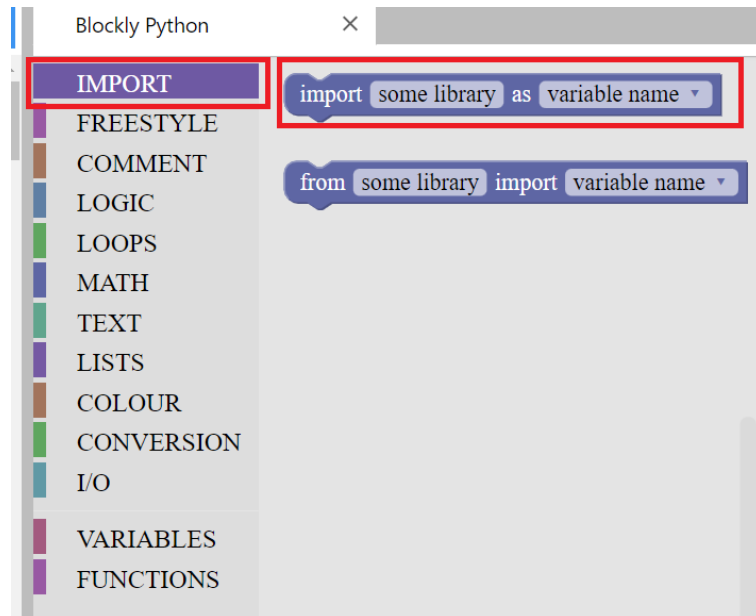 Blockly Python
IMPORT
FREESTYLE
COMMENT
LOGIC
LOOPS
MATH
TEXT
LISTS
COLOUR
CONVERSION
I/O
VARIABLES
FUNCTIONS
import some library as variable name
from some library import variable name